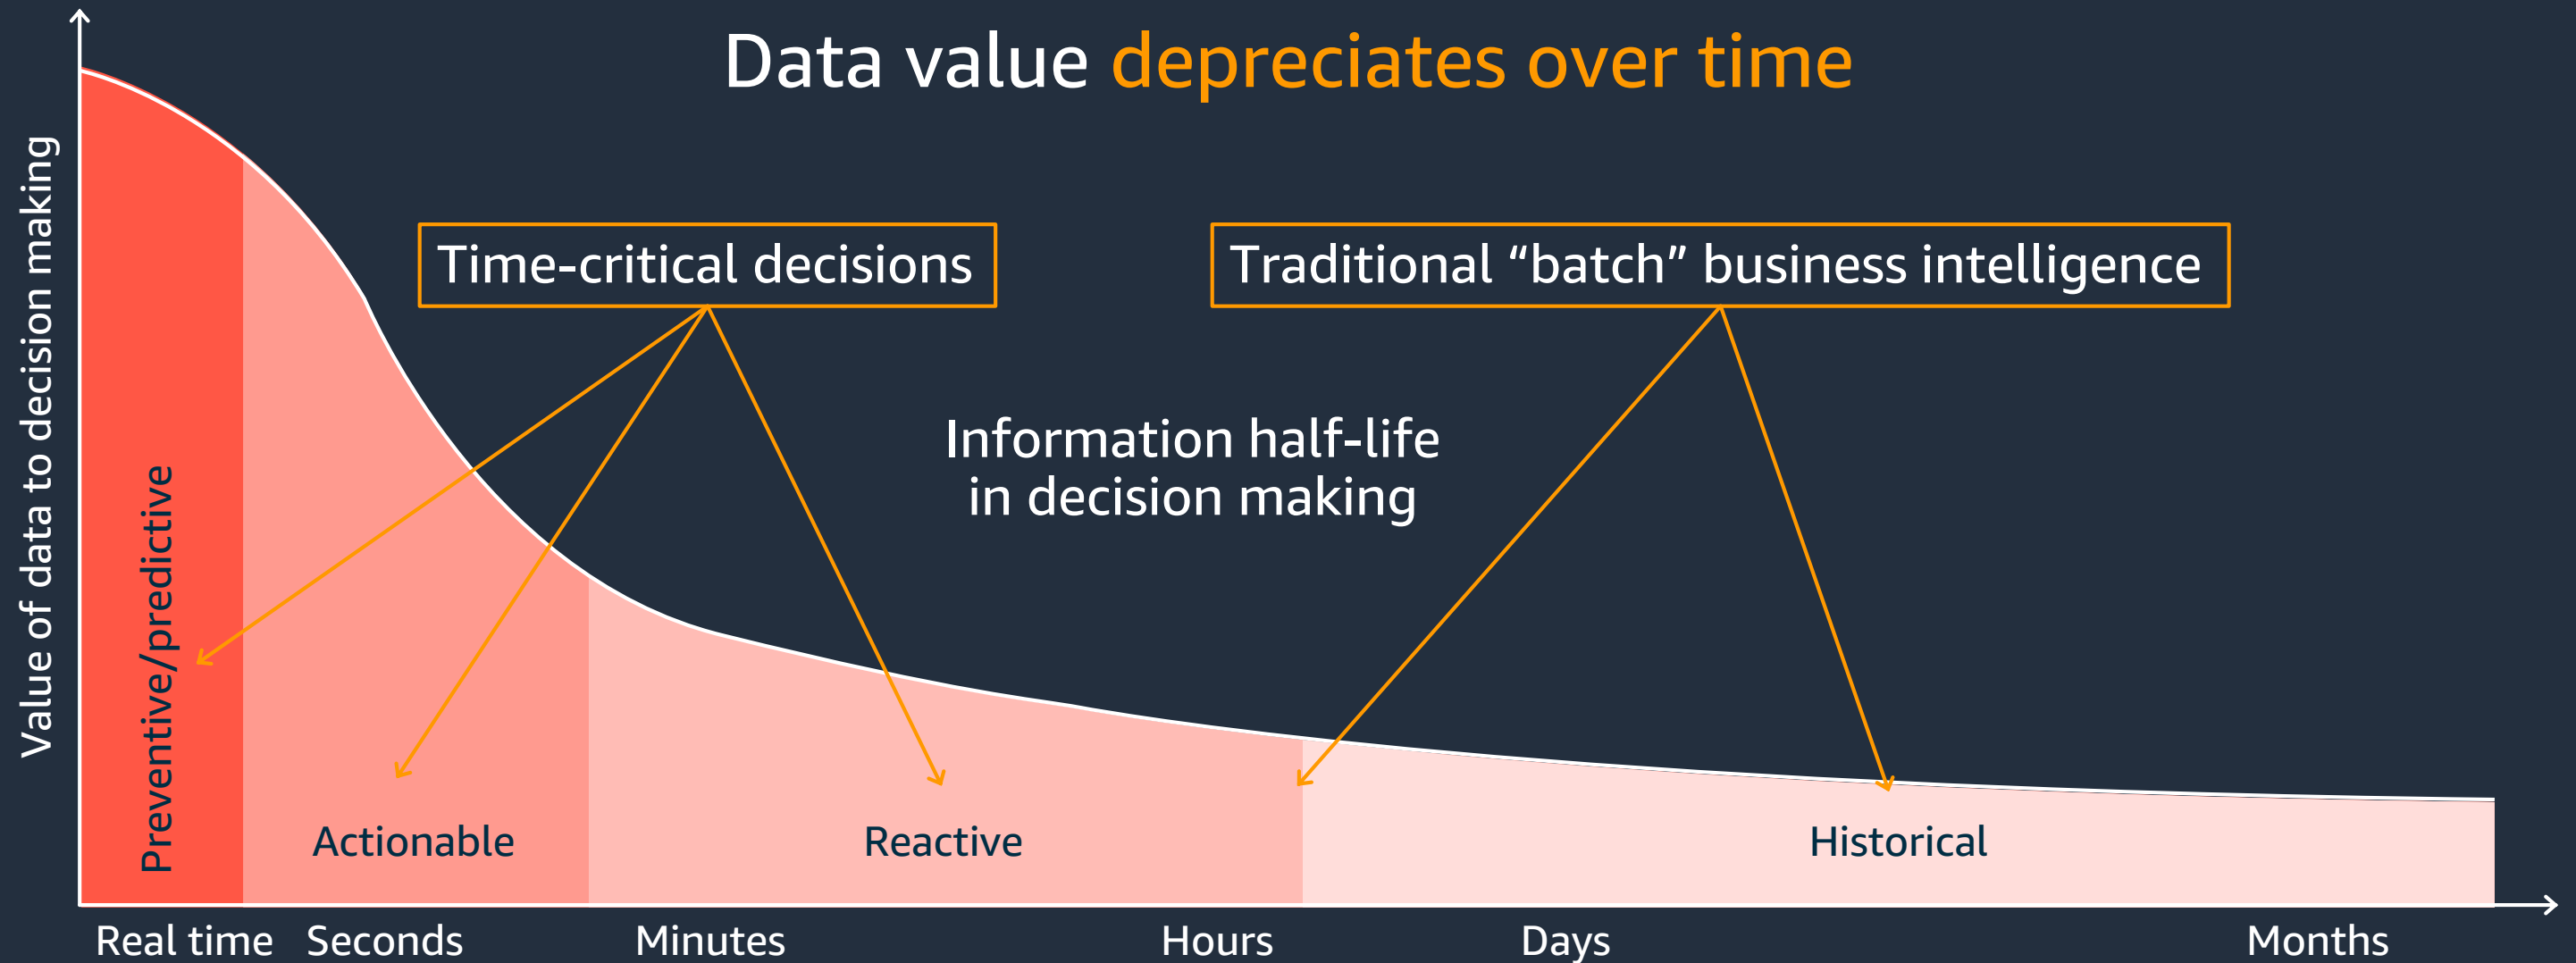 Data value depreciates over time
Value of data to decision making
Time-critical decisions
Traditional “batch” business intelligence
Information half-life
in decision making
Preventive/predictive
Actionable
Reactive
Historical
Real time
Seconds
Minutes
Hours
Days
Months